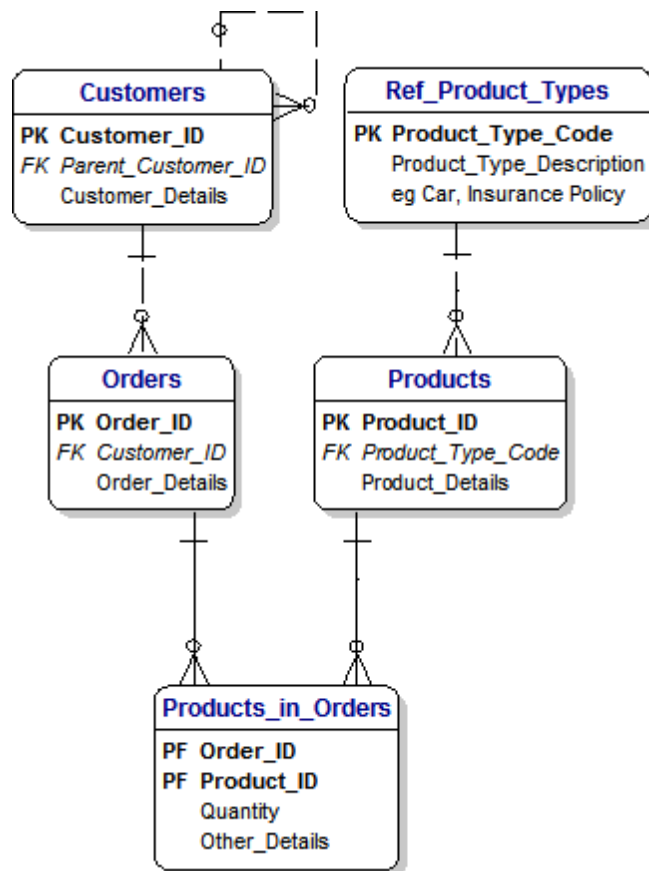 Customers
PK Customer_ID
FK Parent_Customer_ID
Customer_Details
Ref_Product_Types
PK Product_Type_Code
Product_Type_Description
eg Car, Insurance Policy
Orders
PK Order_ID
FK Customer_ID
Order_Details
Products
PK Product_ID
FK Product_Type_Code
Product_Details
Products_in_Orders
PF Order_ID
PF Product_ID
Quantity
Other_Details